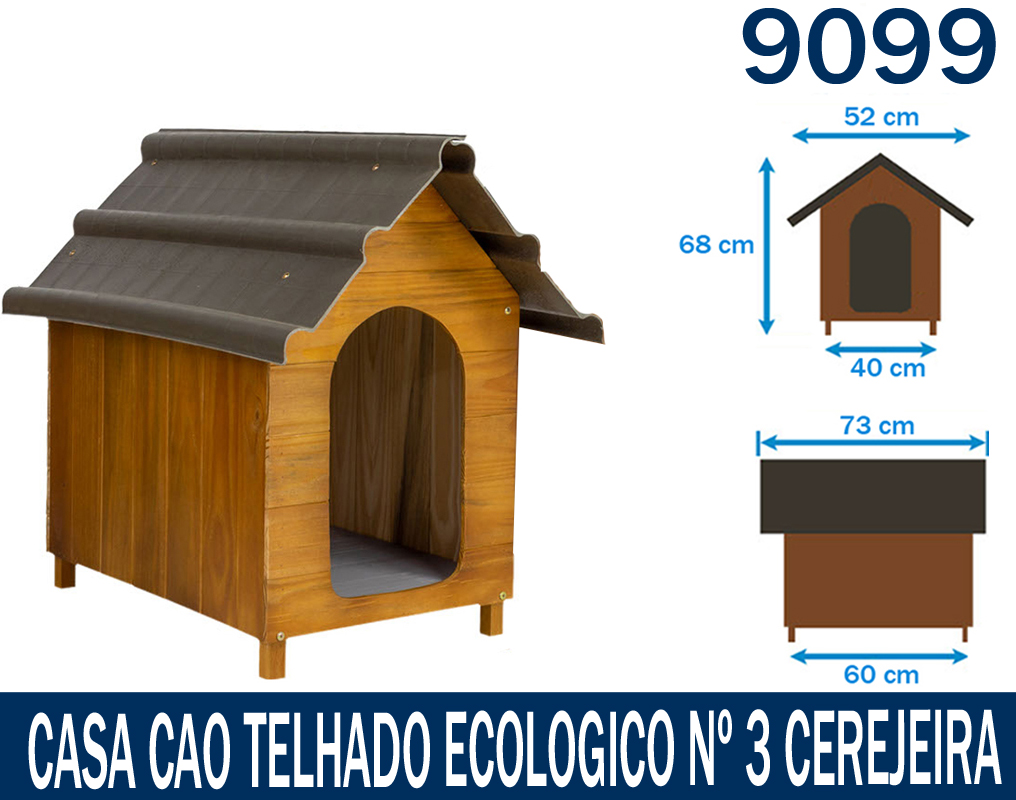 9099
52 cm
68 cm
40 cm
73 cm
60 cm
CASA CAO TELHADO ECOLOGICO Nº 3 CEREJEIRA